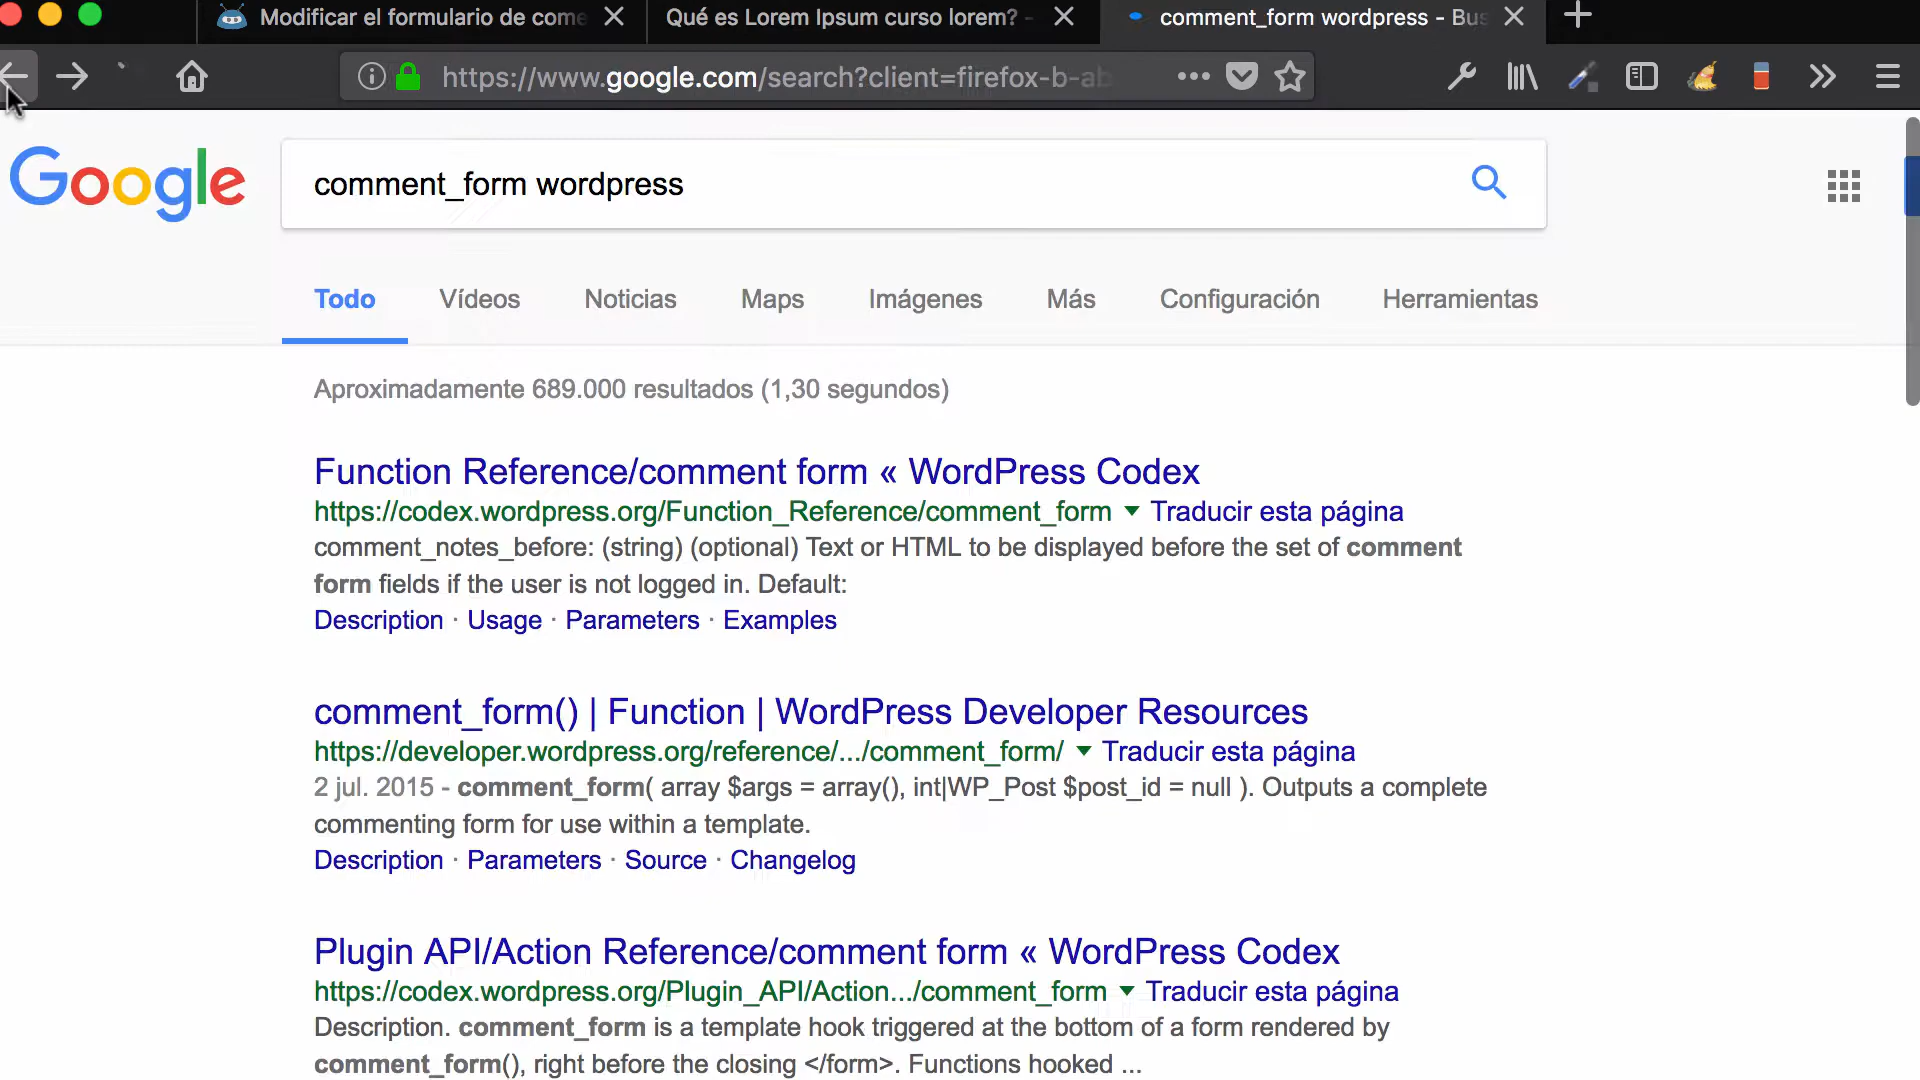 Modificar el formulario de come
Qué es Lorem Ipsum curso lorem? -
comment_form wordpress - Bus
https://www.google.com/search?client=firefox-b-ab
Google
comment_form wordpress
Todo
Vídeos
Noticias
Maps
Imágenes
Más
Configuración
Herramientas
Aproximadamente 689.000 resultados (1,30 segundos)
Function Reference/comment form « WordPress Codex
https://codex.wordpress.org/Function_Reference/comment_form ▼ Traducir esta página
comment_notes_before: (string) (optional) Text or HTML to be displayed before the set of comment
form fields if the user is not logged in. Default:
Description · Usage · Parameters · Examples
comment_form() | Function | WordPress Developer Resources
https://developer.wordpress.org/reference/.../comment_form/ ▼ Traducir esta página
2 jul. 2015 - comment_form( array $args = array(), int|WP_Post $post_id = null ). Outputs a complete
commenting form for use within a template.
Description · Parameters · Source · Changelog
Plugin API/Action Reference/comment form « WordPress Codex
https://codex.wordpress.org/Plugin_API/Action.../comment_form ▼ Traducir esta página
Description. comment_form is a template hook triggered at the bottom of a form rendered by
comment_form(), right before the closing </form>. Functions hooked ...